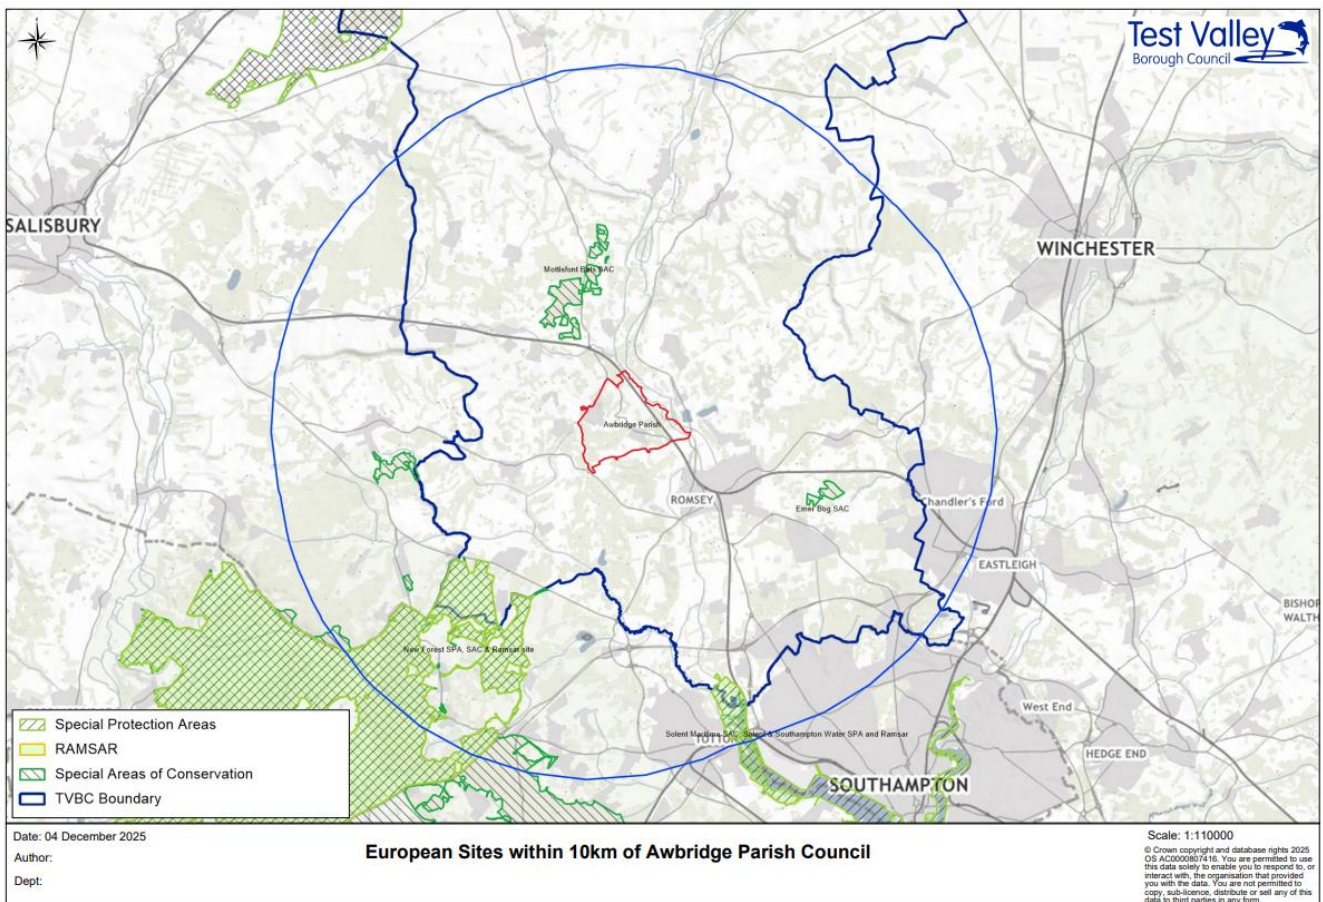 Test Valley
Borough Council
SALISBURY
WINCHESTER
Mottisfont Bats SAC
Awbridge Parish
ROMSEY
Emer Bog SAC
Chandler's Ford
EASTLEIGH
BISHOP
WALTH
New Forest SPA, SAC & Ramsar site
West End
Solent Maritime SAC, Solent & Southampton Water SPA and Ramsar
HEDGE END
SOUTHAMPTON
Special Protection Areas
RAMSAR
Special Areas of Conservation
TVBC Boundary
Date: 04 December 2025
Author:
Dept:
European Sites within 10km of Awbridge Parish Council
Scale: 1:110000
© Crown copyright and database rights 2025
OS AC0000807416. You are permitted to use
this data solely to enable you to respond to, or
interact with, the organisation that provided
you with the data. You are not permitted to
copy, sub-licence, distribute or sell any of this
data to third parties in any form.